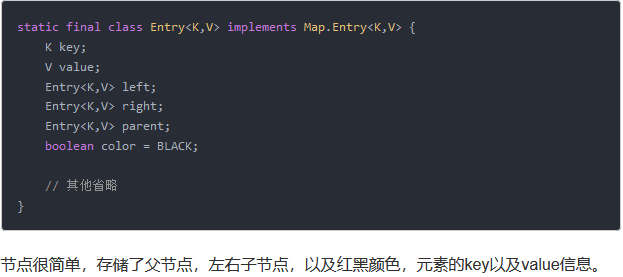 static final class Entry<K,V> implements Map.Entry<K,V> {
    K key;
    V value;
    Entry<K,V> left;
    Entry<K,V> right;
    Entry<K,V> parent;
    boolean color = BLACK;

    // 其他省略
}
节点很简单，存储了父节点，左右子节点，以及红黑颜色，元素的key以及value信息。